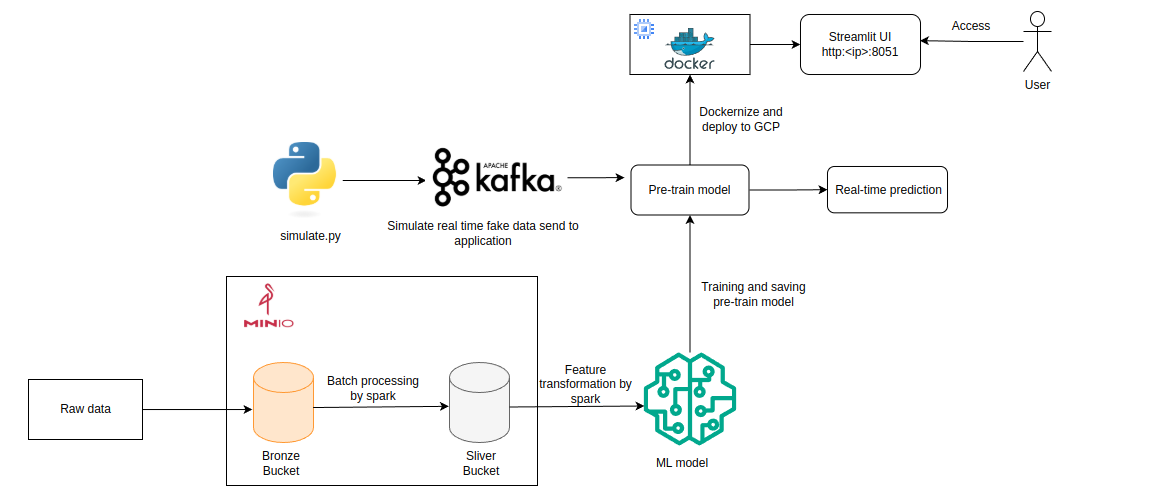 docker
Streamlit UI
http:<ip>:8051
Access
User
Dockernize and
deploy to GCP
APACHE
kafka®
Pre-train model
Real-time prediction
simulate.py
Simulate real time fake data send to
application
Training and saving
pre-train model
MINIO
Raw data
Batch processing
by spark
Feature
transformation by
spark
Bronze
Bucket
Sliver
Bucket
ML model